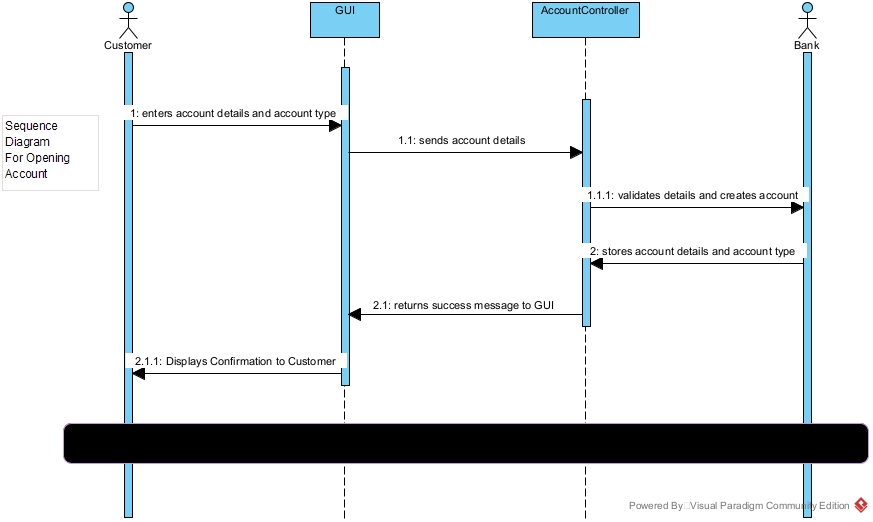 GUI
AccountController
Customer
Bank
1: enters account details and account type
Sequence
Diagram
For Opening
Account
1.1: sends account details
1.1.1: validates details and creates account
2: stores account details and account type
2.1: returns success message to GUI
2.1.1: Displays Confirmation to Customer
Powered By Visual Paradigm Community Edition